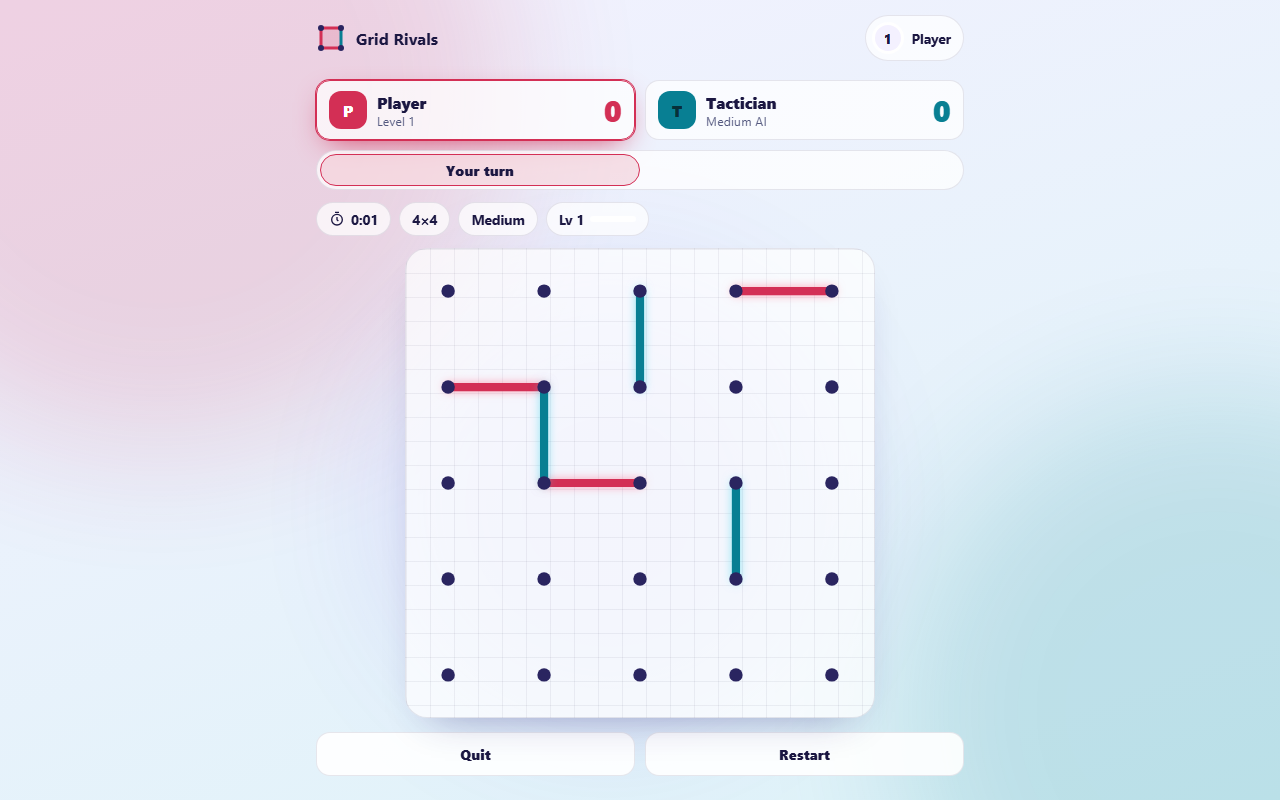 Grid Rivals
1 Player
P Player 0
Level 1
T Tactician 0
Medium AI
Your turn
0:01 4×4 Medium Lv 1
Quit Restart